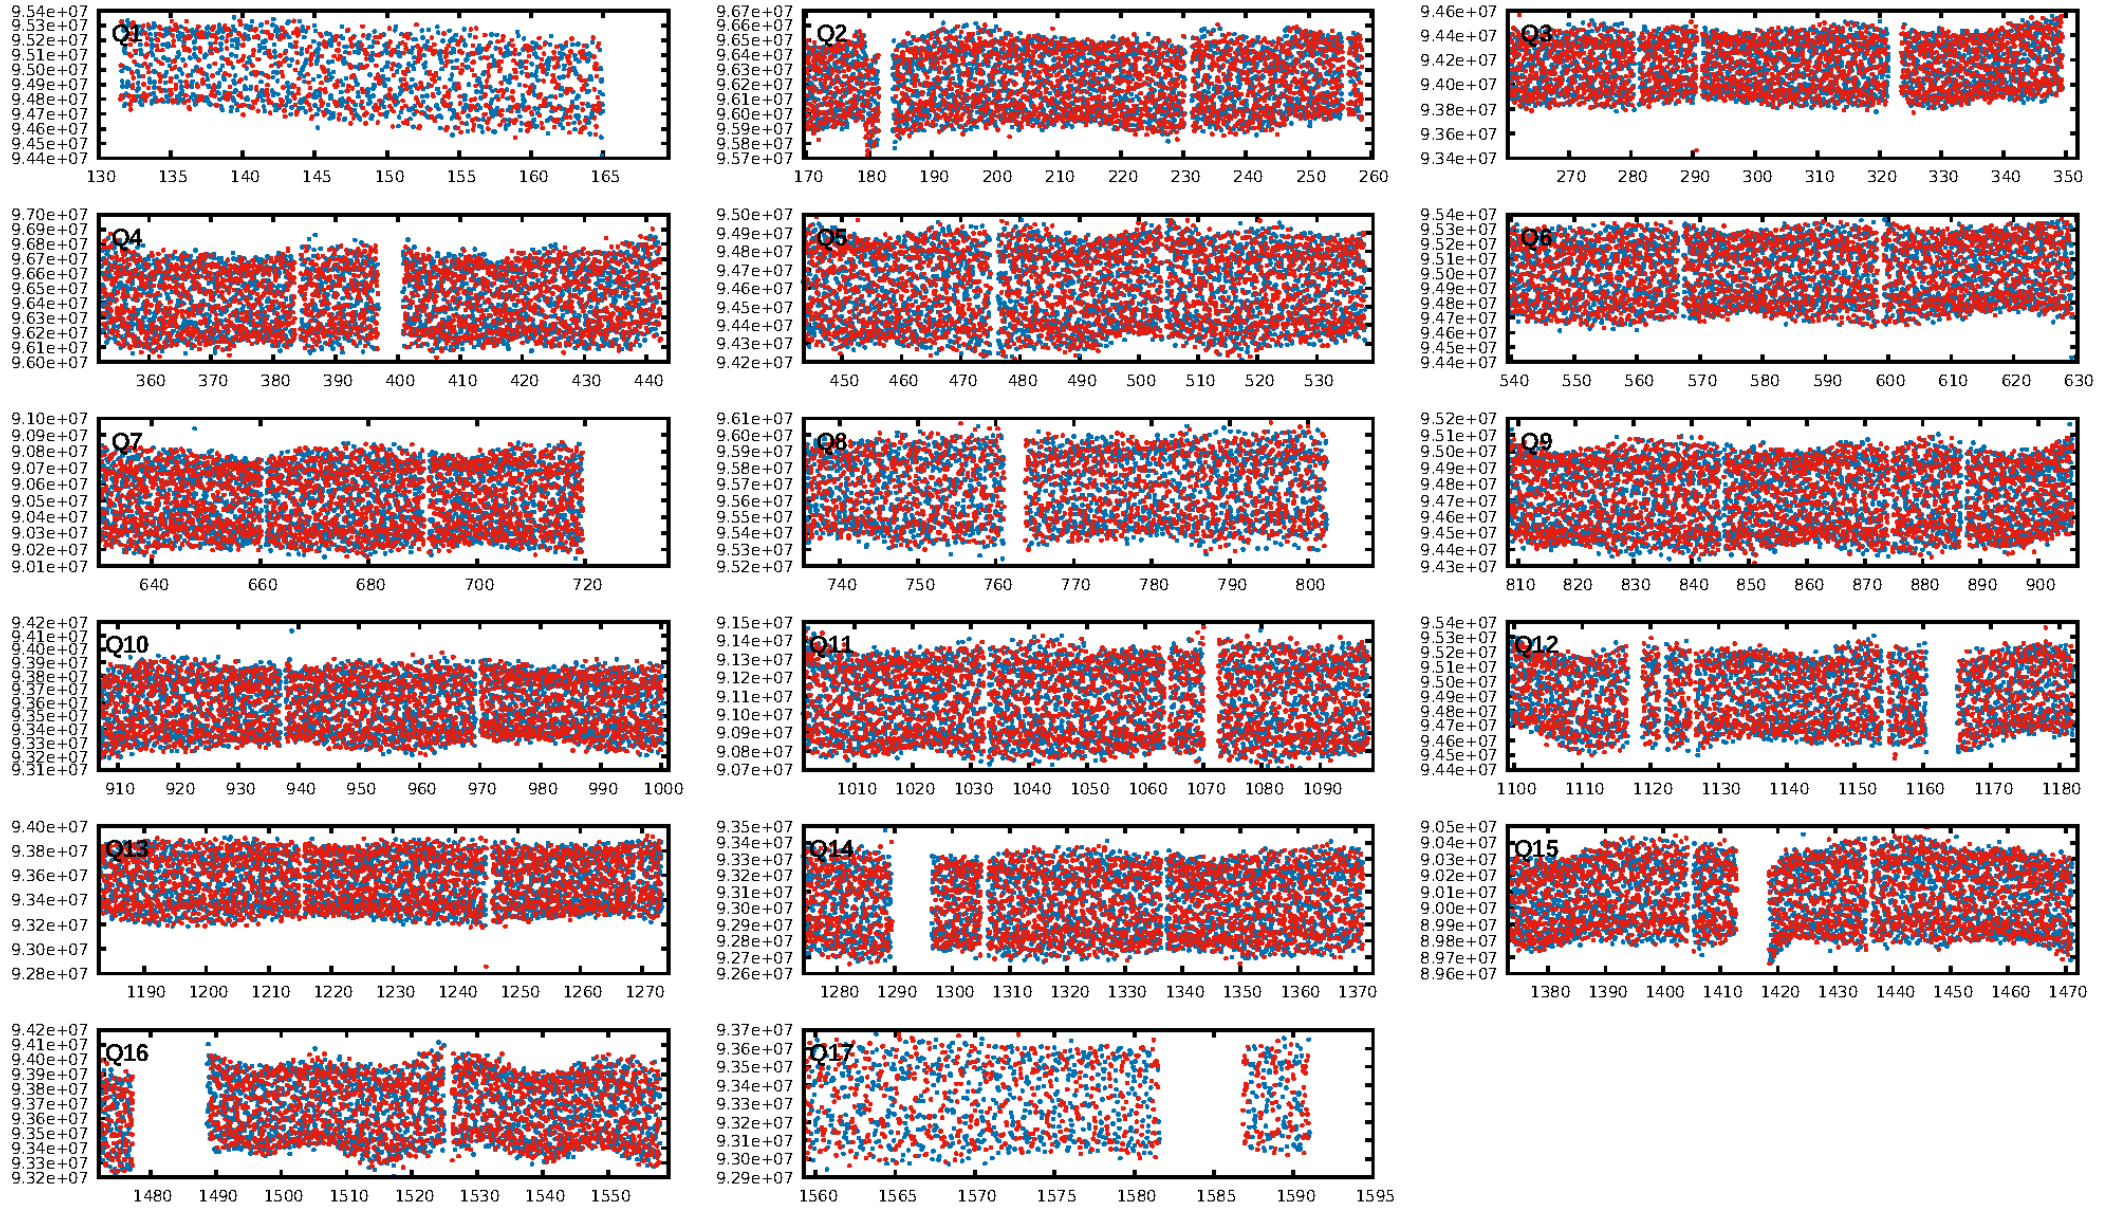 9.54e+07
9.53e+07
9.52e+07
9.51e+07
9.50e+07
9.49e+07
9.48e+07
9.47e+07
9.46e+07
9.45e+07
9.44e+07
Q1
130 135 140 145 150 155 160 165
9.67e+07
9.66e+07
9.65e+07
9.64e+07
9.63e+07
9.62e+07
9.61e+07
9.60e+07
9.59e+07
9.58e+07
9.57e+07
Q2
170 180 190 200 210 220 230 240 250 260
9.46e+07
9.44e+07
9.42e+07
9.40e+07
9.38e+07
9.36e+07
9.34e+07
Q3
270 280 290 300 310 320 330 340 350
9.70e+07
9.69e+07
9.68e+07
9.67e+07
9.66e+07
9.65e+07
9.64e+07
9.63e+07
9.62e+07
9.61e+07
9.60e+07
Q4
360 370 380 390 400 410 420 430 440
9.50e+07
9.49e+07
9.48e+07
9.47e+07
9.46e+07
9.45e+07
9.44e+07
9.43e+07
9.42e+07
Q5
450 460 470 480 490 500 510 520 530
9.54e+07
9.53e+07
9.52e+07
9.51e+07
9.50e+07
9.49e+07
9.48e+07
9.47e+07
9.46e+07
9.45e+07
9.44e+07
Q6
540 550 560 570 580 590 600 610 620 630
9.10e+07
9.09e+07
9.08e+07
9.07e+07
9.06e+07
9.05e+07
9.04e+07
9.03e+07
9.02e+07
9.01e+07
Q7
640 660 680 700 720
9.61e+07
9.60e+07
9.59e+07
9.58e+07
9.57e+07
9.56e+07
9.55e+07
9.54e+07
9.53e+07
9.52e+07
Q8
740 750 760 770 780 790 800
9.52e+07
9.51e+07
9.50e+07
9.49e+07
9.48e+07
9.47e+07
9.46e+07
9.45e+07
9.44e+07
9.43e+07
Q9
810 820 830 840 850 860 870 880 890 900
9.42e+07
9.41e+07
9.40e+07
9.39e+07
9.38e+07
9.37e+07
9.36e+07
9.35e+07
9.34e+07
9.33e+07
9.32e+07
9.31e+07
Q10
910 920 930 940 950 960 970 980 990 1000
9.15e+07
9.14e+07
9.13e+07
9.12e+07
9.11e+07
9.10e+07
9.09e+07
9.08e+07
9.07e+07
Q11
1010 1020 1030 1040 1050 1060 1070 1080 1090
9.54e+07
9.53e+07
9.52e+07
9.51e+07
9.50e+07
9.49e+07
9.48e+07
9.47e+07
9.46e+07
9.45e+07
9.44e+07
Q12
1100 1110 1120 1130 1140 1150 1160 1170 1180
9.40e+07
9.38e+07
9.36e+07
9.34e+07
9.32e+07
9.30e+07
9.28e+07
Q13
1190 1200 1210 1220 1230 1240 1250 1260 1270
9.35e+07
9.34e+07
9.33e+07
9.32e+07
9.31e+07
9.30e+07
9.29e+07
9.28e+07
9.27e+07
9.26e+07
Q14
1280 1290 1300 1310 1320 1330 1340 1350 1360 1370
9.05e+07
9.04e+07
9.03e+07
9.02e+07
9.01e+07
9.00e+07
8.99e+07
8.98e+07
8.97e+07
8.96e+07
Q15
1380 1390 1400 1410 1420 1430 1440 1450 1460 1470
9.42e+07
9.41e+07
9.40e+07
9.39e+07
9.38e+07
9.37e+07
9.36e+07
9.35e+07
9.34e+07
9.33e+07
9.32e+07
Q16
1480 1490 1500 1510 1520 1530 1540 1550
9.37e+07
9.36e+07
9.35e+07
9.34e+07
9.33e+07
9.32e+07
9.31e+07
9.30e+07
9.29e+07
Q17
1560 1565 1570 1575 1580 1585 1590 1595